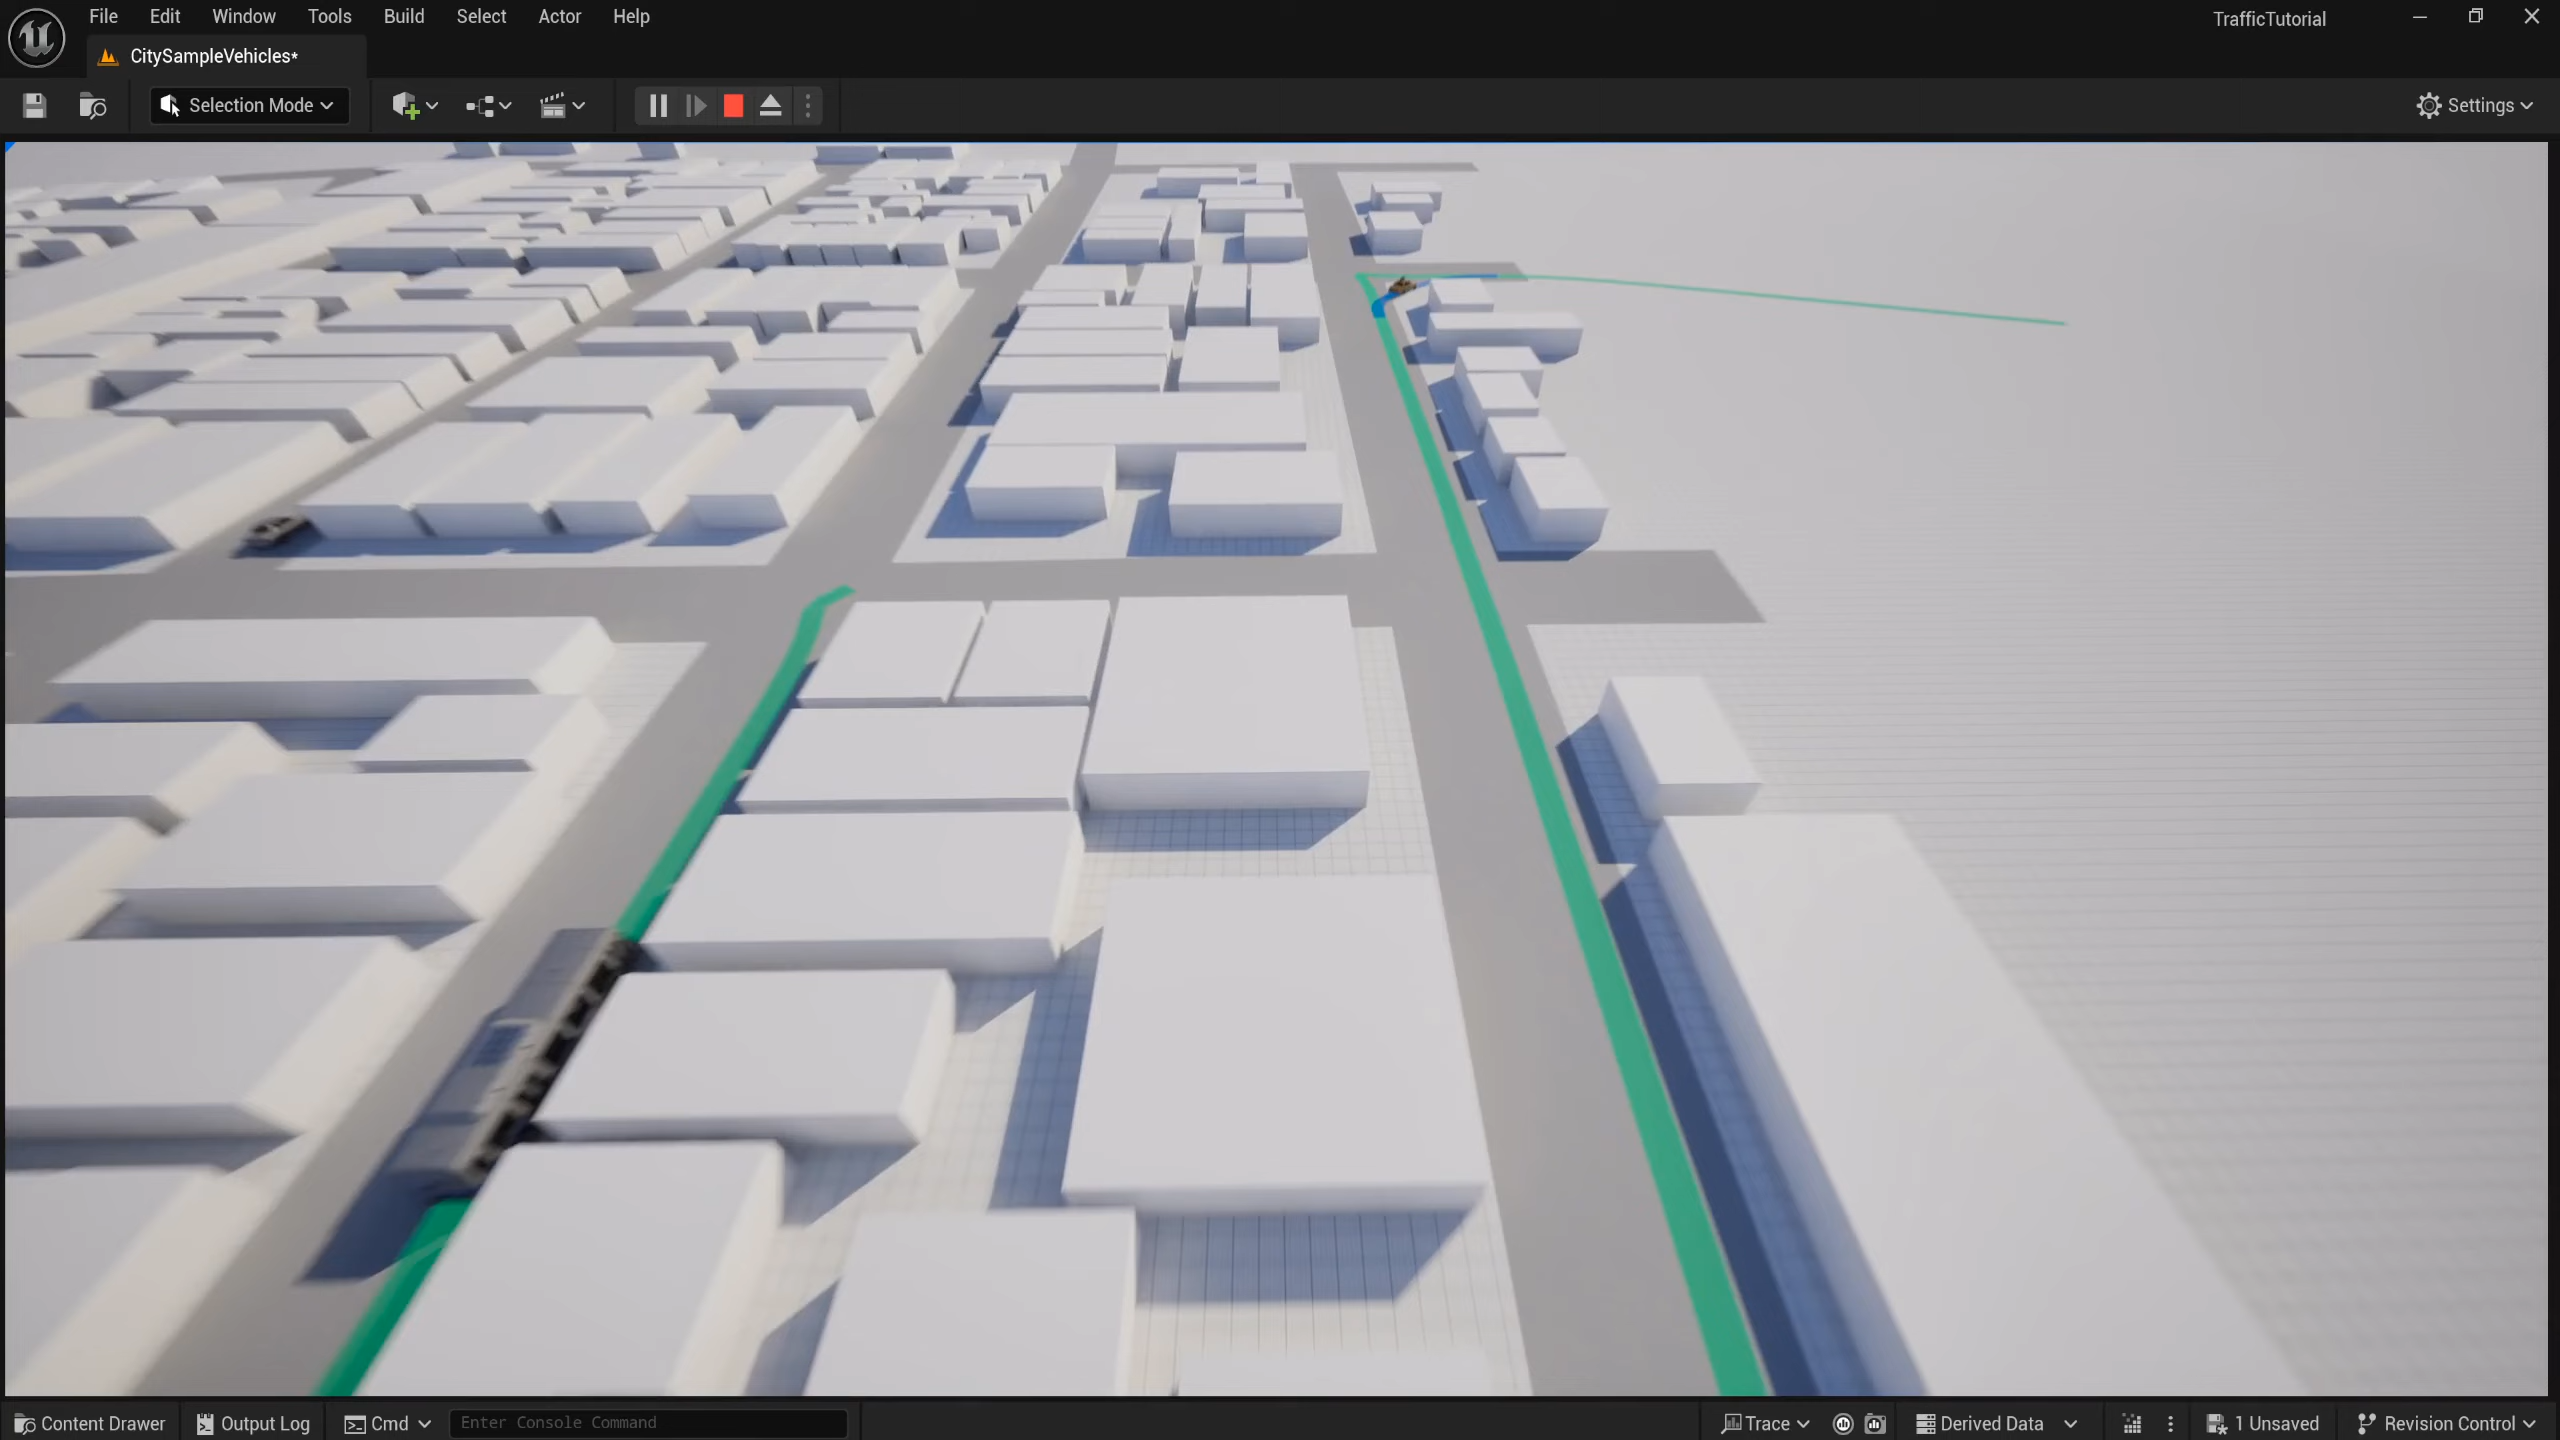 File Edit Window Tools Build Select Actor Help
TrafficTutorial
CitySampleVehicles*
Selection Mode
Settings
Content Drawer
Output Log
Cmd
Enter Console Command
Trace
Derived Data
1 Unsaved
Revision Control